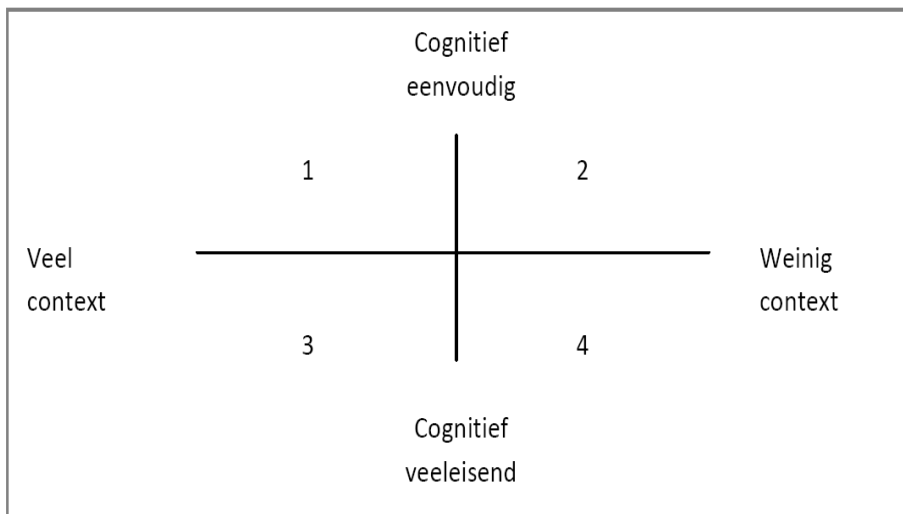 Cognitief
eenvoudig
1 2
Veel
context
Weinig
context
3 4
Cognitief
veeleisend